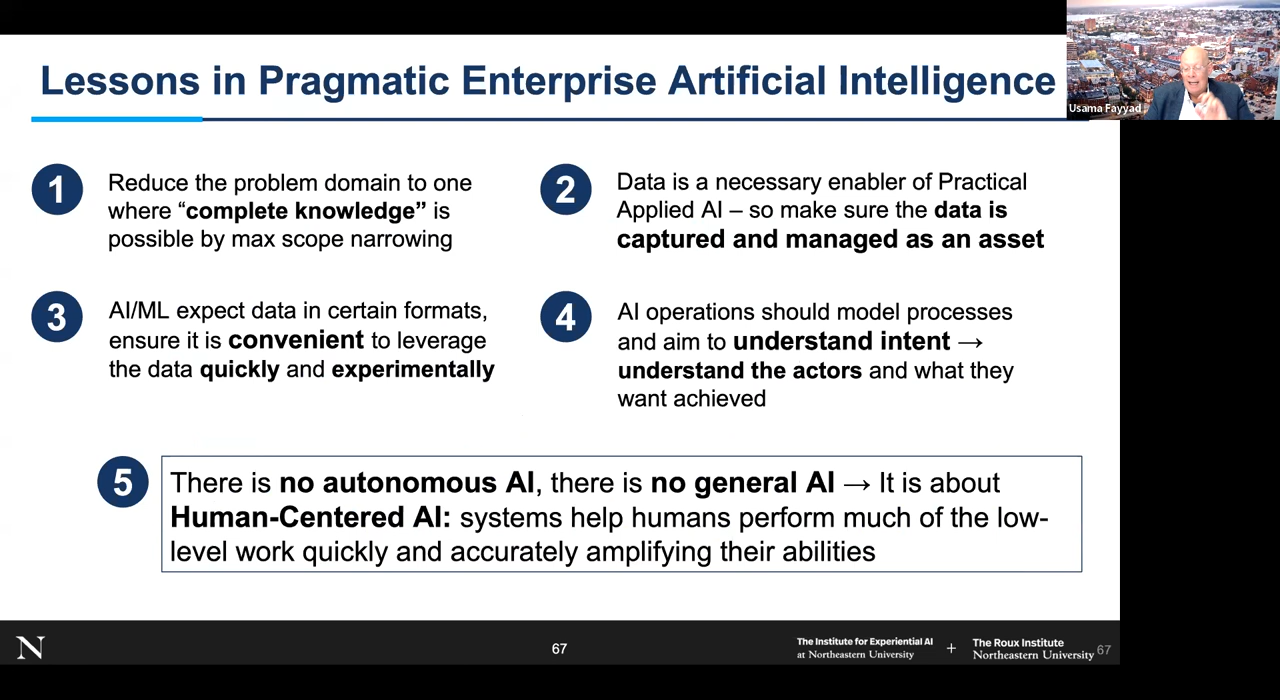 Lessons in Pragmatic Enterprise Artificial Intelligence
Usama Fayyad
1
Reduce the problem domain to one
where “complete knowledge” is
possible by max scope narrowing
2
Data is a necessary enabler of Practical
Applied AI – so make sure the data is
captured and managed as an asset
3
AI/ML expect data in certain formats,
ensure it is convenient to leverage
the data quickly and experimentally
4
AI operations should model processes
and aim to understand intent →
understand the actors and what they
want achieved
5
There is no autonomous AI, there is no general AI → It is about
Human-Centered AI: systems help humans perform much of the low-
level work quickly and accurately amplifying their abilities
N
67
The Institute for Experiential AI
at Northeastern University
+
The Roux Institute
Northeastern University
67